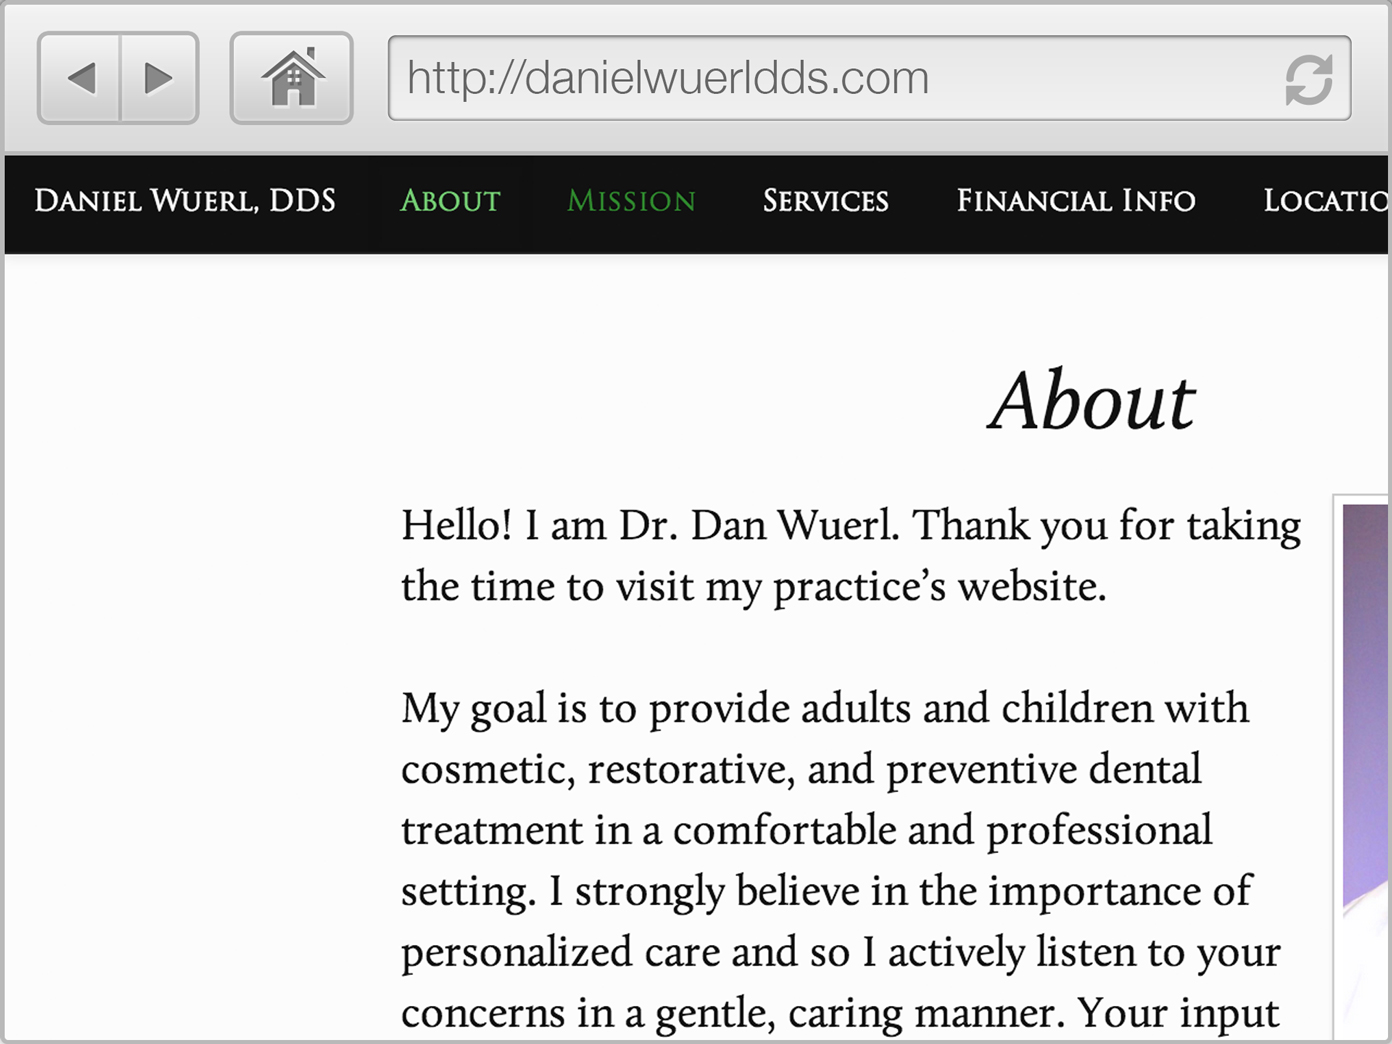 http://danielwuerldds.com
Daniel Wuerl, DDS About Mission Services Financial Info Locatio
About
Hello! I am Dr. Dan Wuerl. Thank you for taking
the time to visit my practice’s website.
My goal is to provide adults and children with
cosmetic, restorative, and preventive dental
treatment in a comfortable and professional
setting. I strongly believe in the importance of
personalized care and so I actively listen to your
concerns in a gentle, caring manner. Your input